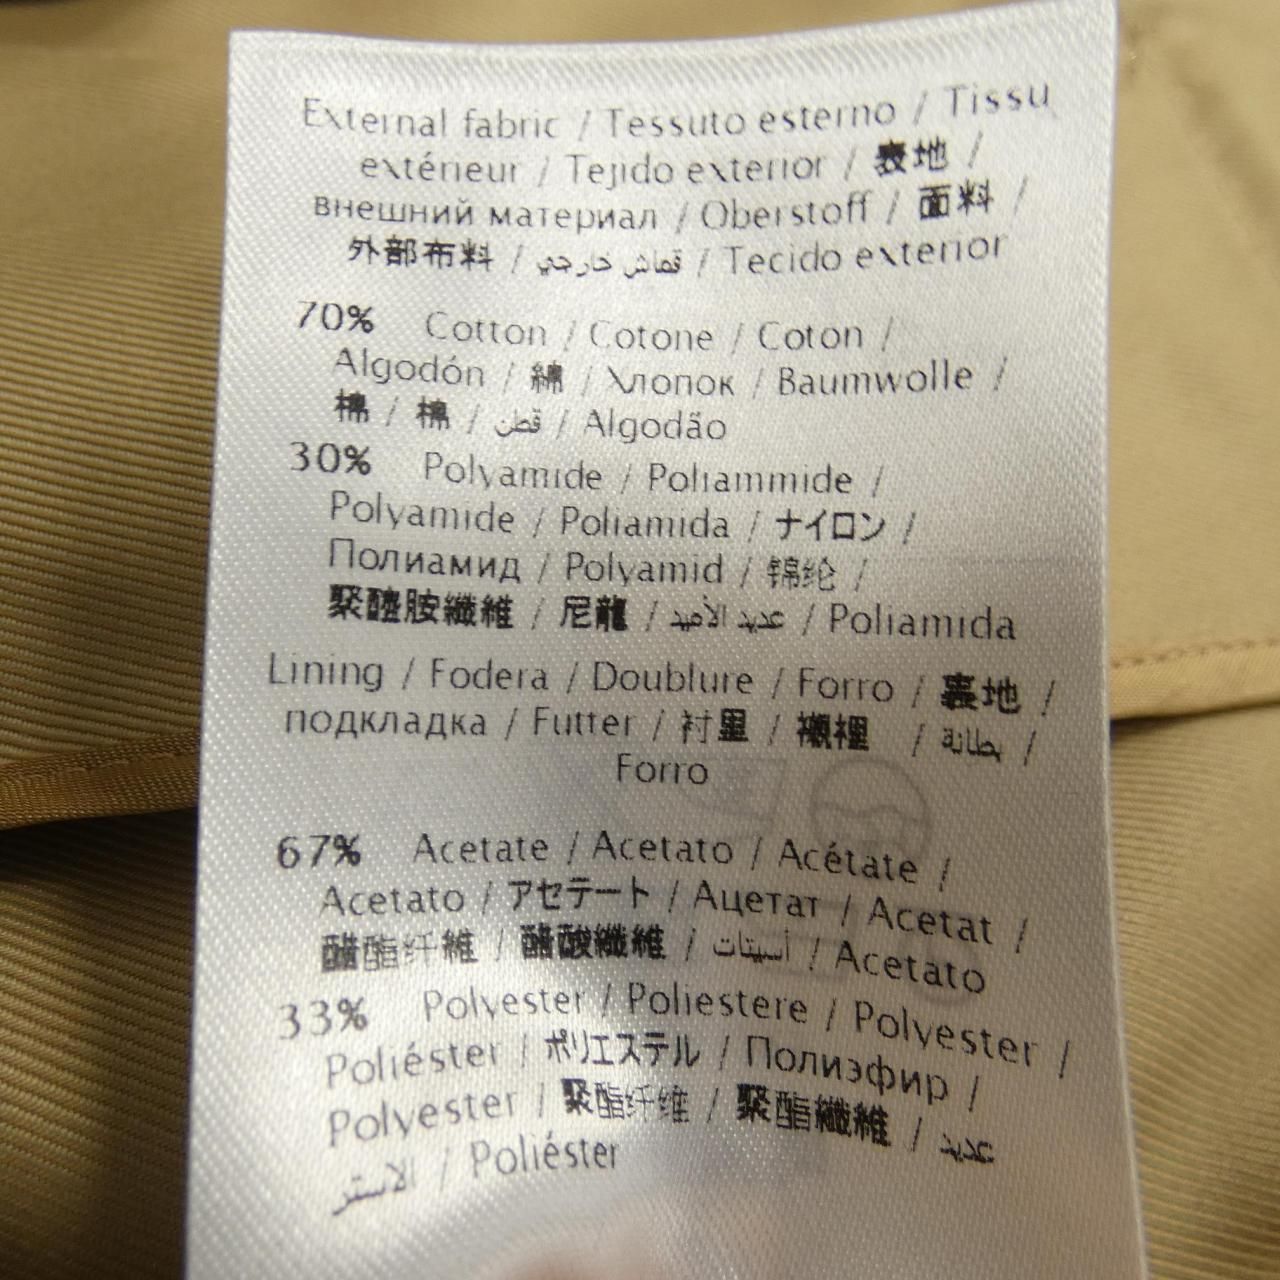 External fabric / Tessuto esterno / Tissu
extérieur / Tejido exterior / 表地 /
внешний материал / Oberstoff / 面料 /
外部布料 / قماش خارجي / Tecido exterior
70% Cotton / Cotone / Coton /
Algodón / 綿 / Хлопок / Baumwolle /
棉 / 棉 / قطن / Algodão
30% Polyamide / Poliammide /
Polyamide / Poliamida / ナイロン /
Полиамид / Polyamid / 锦纶 /
聚醯胺纖維 / 尼龍 / عديد الأميد / Poliamida
Lining / Fodera / Doublure / Forro / 裏地 /
подкладка / Futter / 衬里 / 襯裡 / بطانة /
Forro
67% Acetate / Acetato / Acétate /
Acetato / アセテート / Ацетат / Acetat /
醋酯纤維 / 醋酸纖維 / أسيتات / Acetato
33% Polyester / Poliestere / Polyester /
Poliéster / ポリエステル / Полиэфир /
Polyester / 聚酯纤维 / 聚酯纖維 / عديد
الاستر / Poliéster